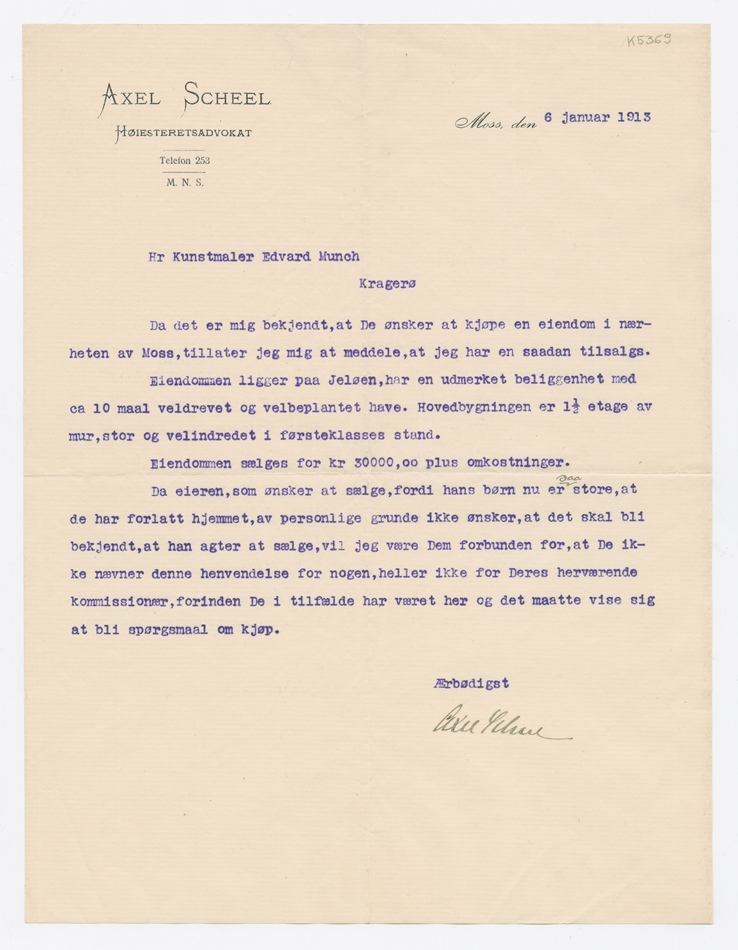 K5369
AXEL SCHEEL
HØIESTERETSADVOKAT
Telefon 253
M. N. S.
Moss, den 6 januar 1913
Hr Kunstmaler Edvard Munch
Kragerø
Da det er mig bekjendt,at De ønsker at kjøpe en eiendom i nær-
heten av Moss,tillater jeg mig at meddele,at jeg har en saadan tilsalgs.
Eiendommen ligger paa Jeløen,har en udmerket beliggenhet med
ca 10 maal veldrevet og velbeplantet have. Hovedbygningen er 1½ etage av
mur,stor og velindredet i førsteklasses stand.
Eiendommen sælges for kr 30000,oo plus omkostninger.
Da eieren,som ønsker at sælge,fordi hans børn nu er saa store,at
de har forlatt hjemmet,av personlige grunde ikke ønsker,at det skal bli
bekjendt,at han agter at sælge,vil jeg være Dem forbunden for,at De ik-
ke nævner denne henvendelse for nogen,heller ikke for Deres herværende
kommissionær,forinden De i tilfælde har været her og det maatte vise sig
at bli spørgsmaal om kjøp.
Ærbødigst
Axel Scheel